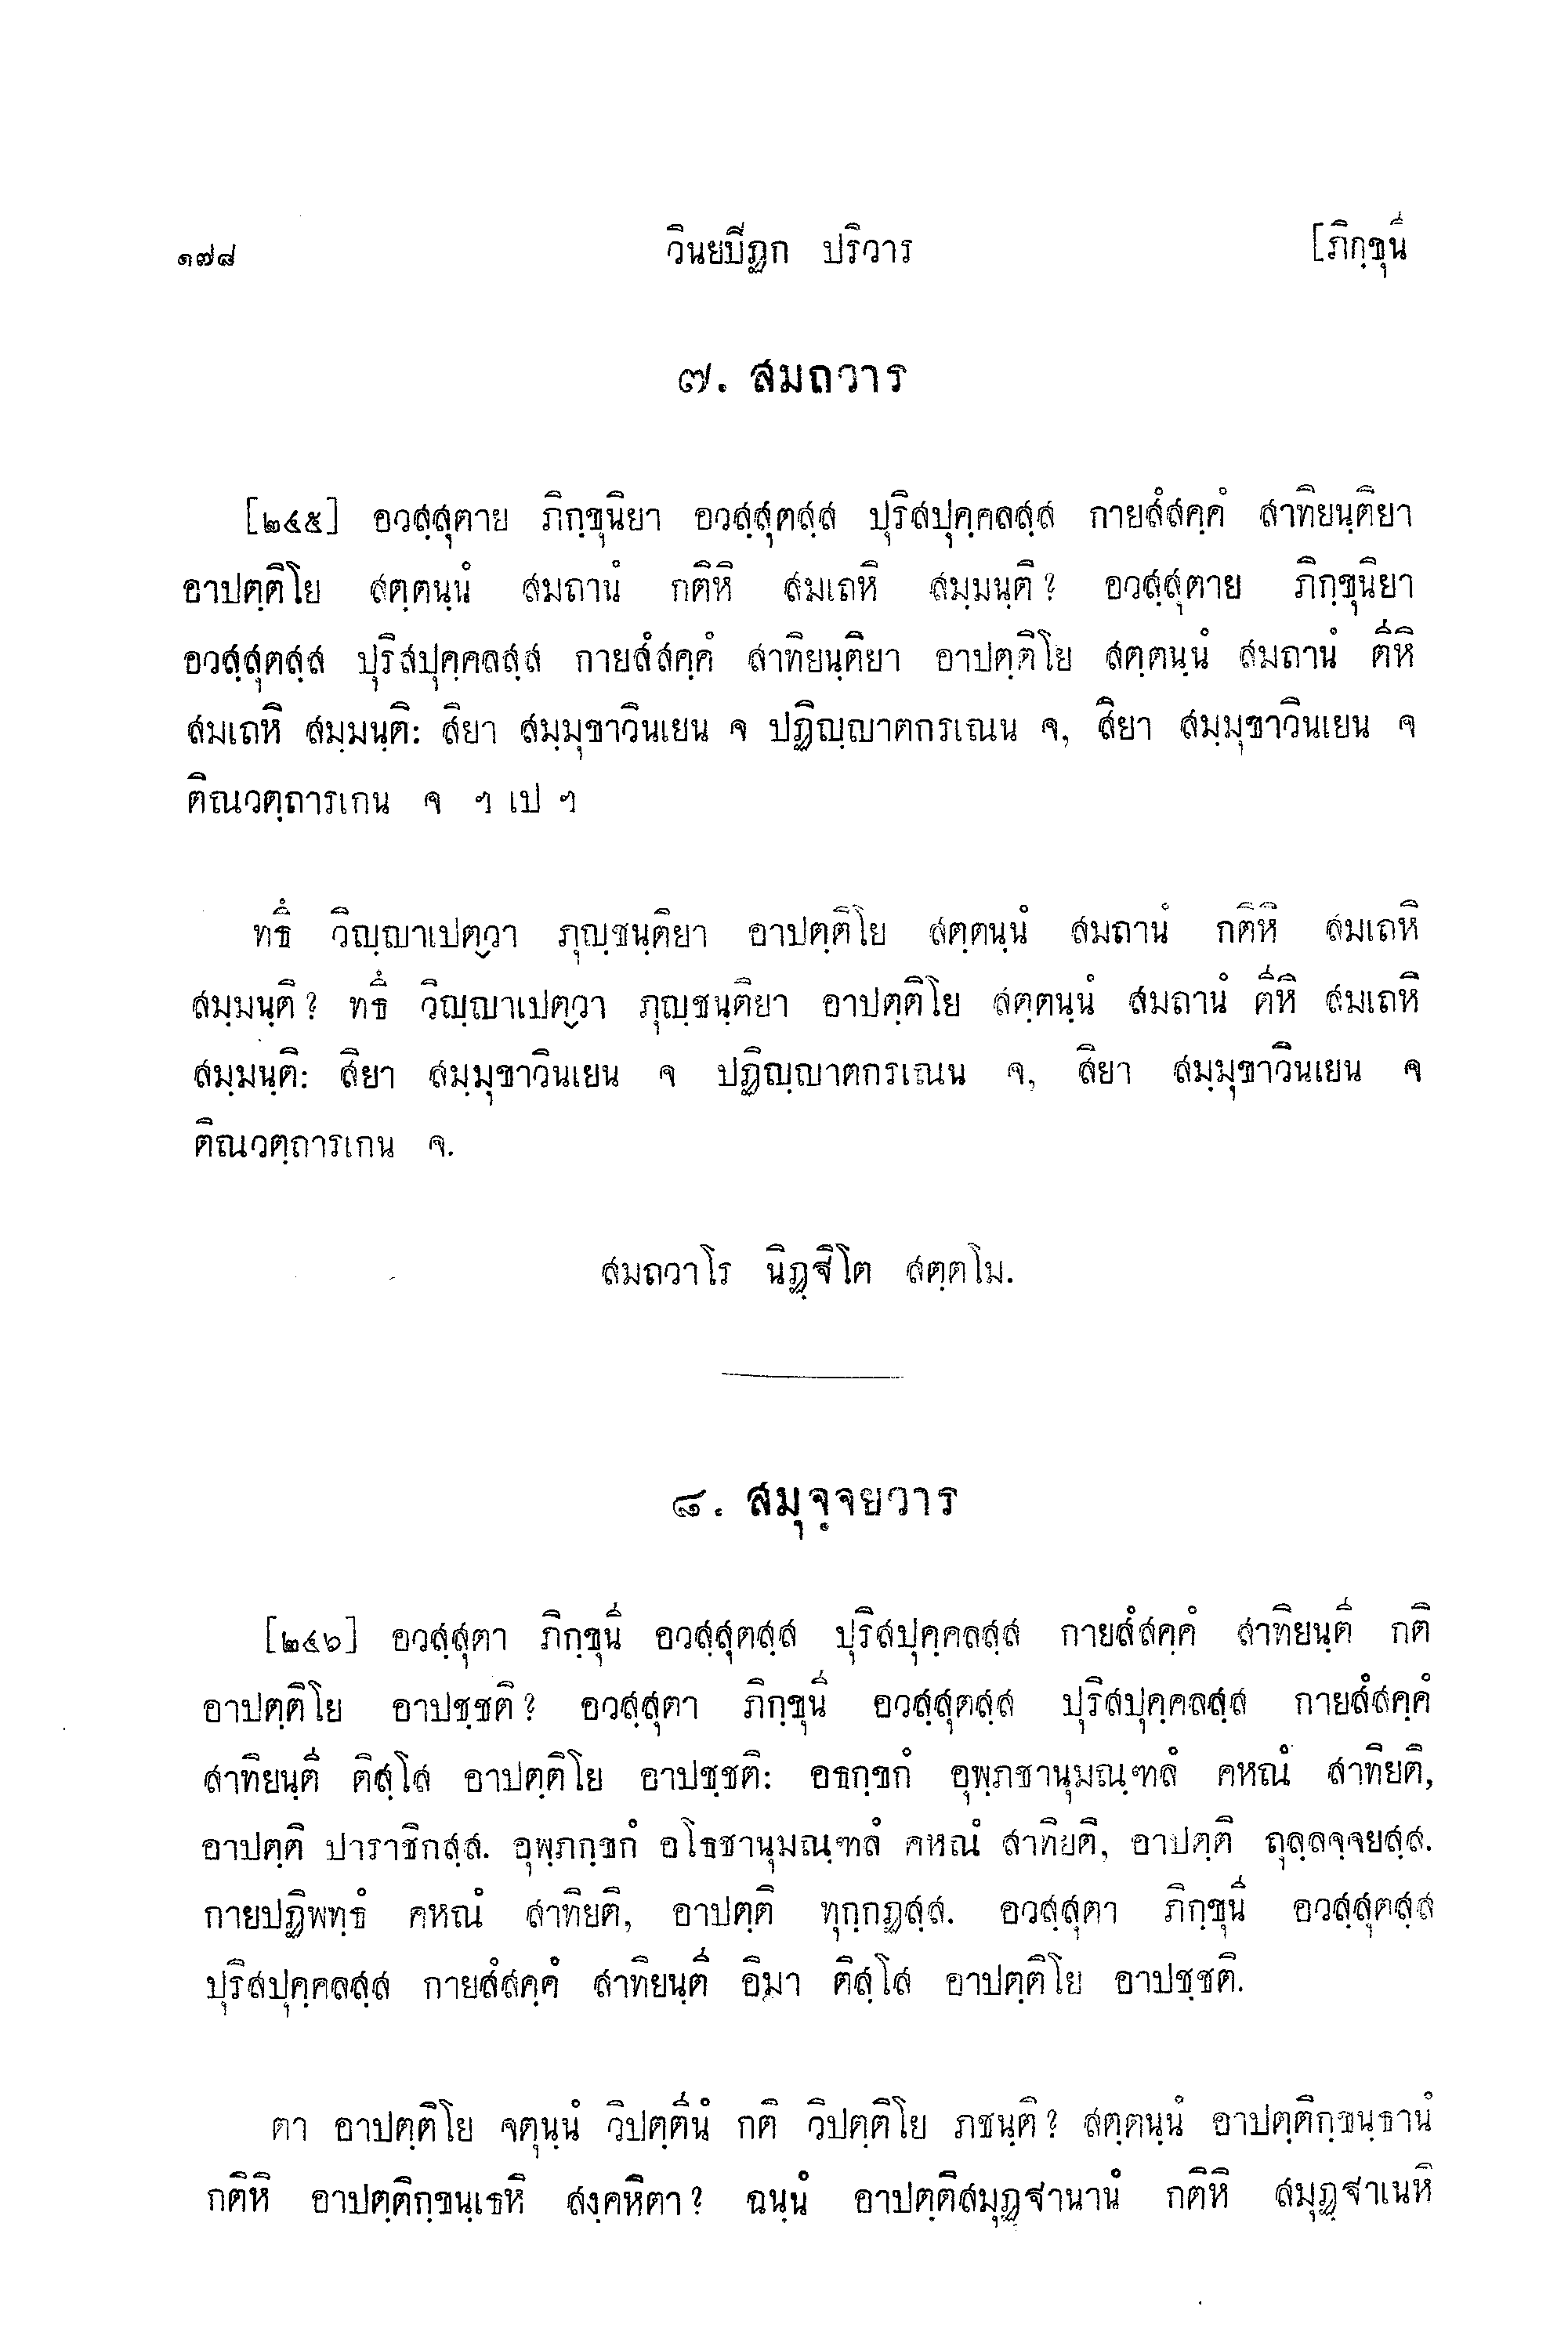 ๑๗๘ วินยปีฏก ปริวาร [ภิกฺขุนี
๗. สมถวาร
[๒๔๕] อวสฺสุตาย ภิกฺขุนิยา อวสฺสุตสฺส ปุริสปุคฺคลสฺส กายสํสคฺคํ สาทิยนฺติยา
อาปตฺติโย สตฺตนฺนํ สมถานํ กติหิ สมเถหิ สมฺมนฺติ? อวสฺสุตาย ภิกฺขุนิยา
อวสฺสุตสฺส ปุริสปุคฺคลสฺส กายสํสคฺคํ สาทิยนฺติยา อาปตฺติโย สตฺตนฺนํ สมถานํ ตีหิ
สมเถหิ สมฺมนฺติ: สิยา สมฺมุขาวินเยน จ ปฏิญฺญาตกรเณน จ, สิยา สมฺมุขาวินเยน จ
ติณวตฺถารเกน จ ฯ เป ฯ
ทธึ วิญฺญาเปตฺวา ภุญฺชนฺติยา อาปตฺติโย สตฺตนฺนํ สมถานํ กติหิ สมเถหิ
สมฺมนฺติ? ทธึ วิญฺญาเปตฺวา ภุญฺชนฺติยา อาปตฺติโย สตฺตนฺนํ สมถานํ ตีหิ สมเถหิ
สมฺมนฺติ: สิยา สมฺมุขาวินเยน จ ปฏิญฺญาตกรเณน จ, สิยา สมฺมุขาวินเยน จ
ติณวตฺถารเกน จ.
สมถวาโร นิฏฺฐิโต สตฺตโม.
๘. สมุจฺจยวาร
[๒๔๖] อวสฺสุตา ภิกฺขุนี อวสฺสุตสฺส ปุริสปุคฺคลสฺส กายสํสคฺคํ สาทิยนฺตี กติ
อาปตฺติโย อาปชฺชติ? อวสฺสุตา ภิกฺขุนี อวสฺสุตสฺส ปุริสปุคฺคลสฺส กายสํสคฺคํ
สาทิยนฺตี ติสฺโส อาปตฺติโย อาปชฺชติ: อธกฺขกํ อุพฺภชานุมณฺฑลํ คหณํ สาทิยติ,
อาปตฺติ ปาราชิกสฺส. อุพฺภกฺขกํ อโธชานุมณฺฑลํ คหณํ สาทิยติ, อาปตฺติ ถุลฺลจฺจยสฺส.
กายปฏิพทฺธํ คหณํ สาทิยติ, อาปตฺติ ทุกฺกฏสฺส. อวสฺสุตา ภิกฺขุนี อวสฺสุตสฺส
ปุริสปุคฺคลสฺส กายสํสคฺคํ สาทิยนฺตี อิมา ติสฺโส อาปตฺติโย อาปชฺชติ.
ตา อาปตฺติโย จตุนฺนํ วิปตฺตีนํ กติ วิปตฺติโย ภชนฺติ? สตฺตนฺนํ อาปตฺติกฺขนฺธานํ
กติหิ อาปตฺติกฺขนฺเธหิ สงฺคหิตา? ฉนฺนํ อาปตฺติสมุฏฺฐานานํ กติหิ สมุฏฺฐาเนหิ